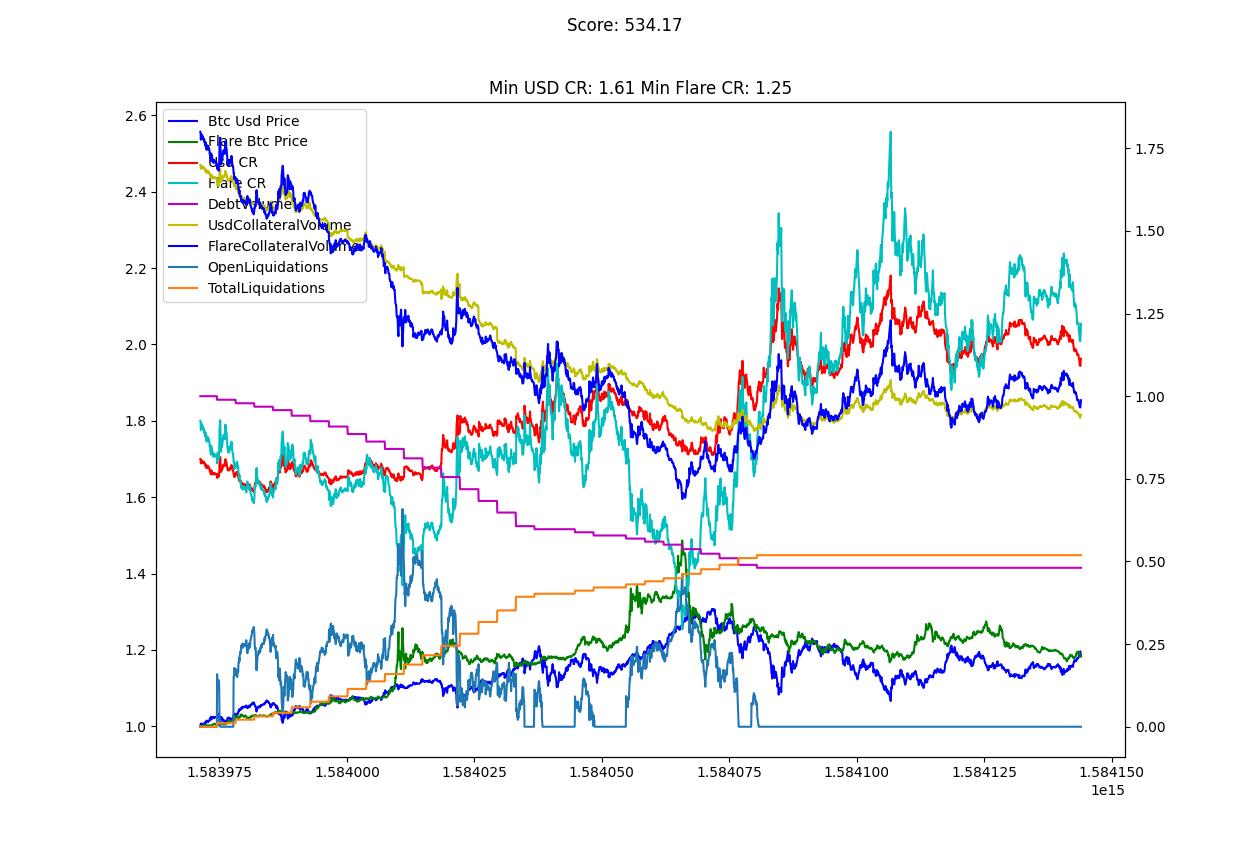 Score: 534.17
Min USD CR: 1.61 Min Flare CR: 1.25
Btc Usd Price
Flare Btc Price
Usd CR
Flare CR
DebtVolume
UsdCollateralVolume
FlareCollateralVolume
OpenLiquidations
TotalLiquidations
2.6
2.4
2.2
2.0
1.8
1.6
1.4
1.2
1.0
1.75
1.50
1.25
1.00
0.75
0.50
0.25
0.00
1.583975 1.584000 1.584025 1.584050 1.584075 1.584100 1.584125 1.584150
1e15